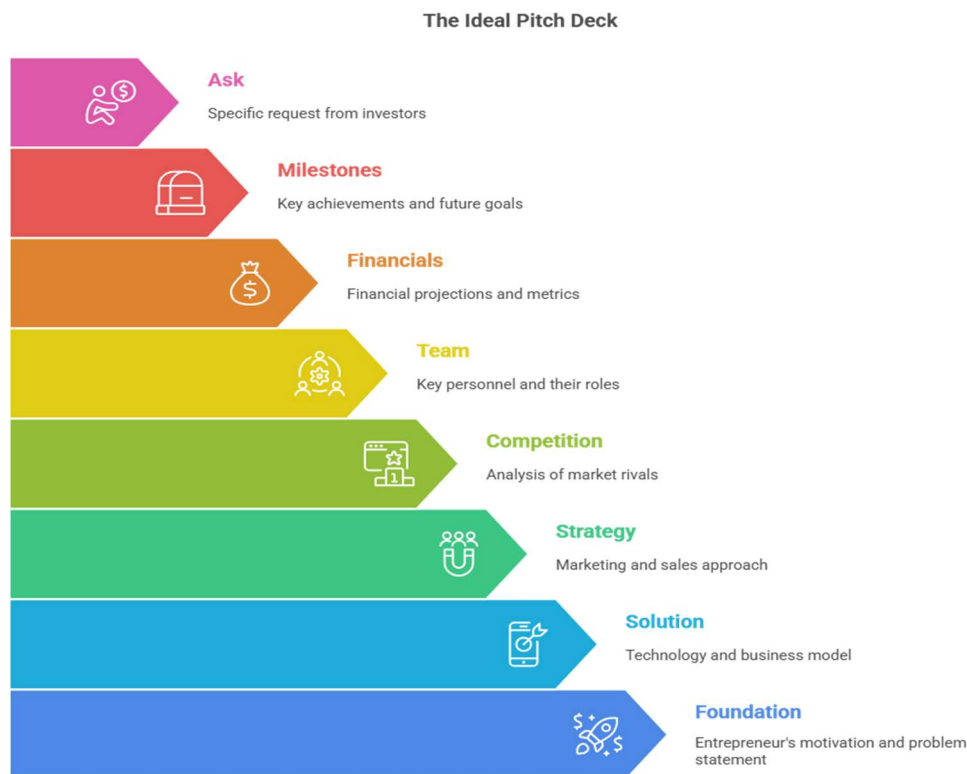 The Ideal Pitch Deck
Ask
$
Specific request from investors
Milestones
Key achievements and future goals
Financials
$
Financial projections and metrics
Team
Key personnel and their roles
Competition
1
Analysis of market rivals
Strategy
Marketing and sales approach
Solution
Technology and business model
Foundation
$
$
Entrepreneur's motivation and problem
statement